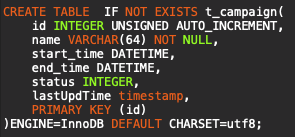 CREATE TABLE  IF NOT EXISTS t_campaign(
    id INTEGER UNSIGNED AUTO_INCREMENT,
    name VARCHAR(64) NOT NULL,
    start_time DATETIME,
    end_time DATETIME,
    status INTEGER,
    lastUpdTime timestamp,
    PRIMARY KEY (id)
)ENGINE=InnoDB DEFAULT CHARSET=utf8;